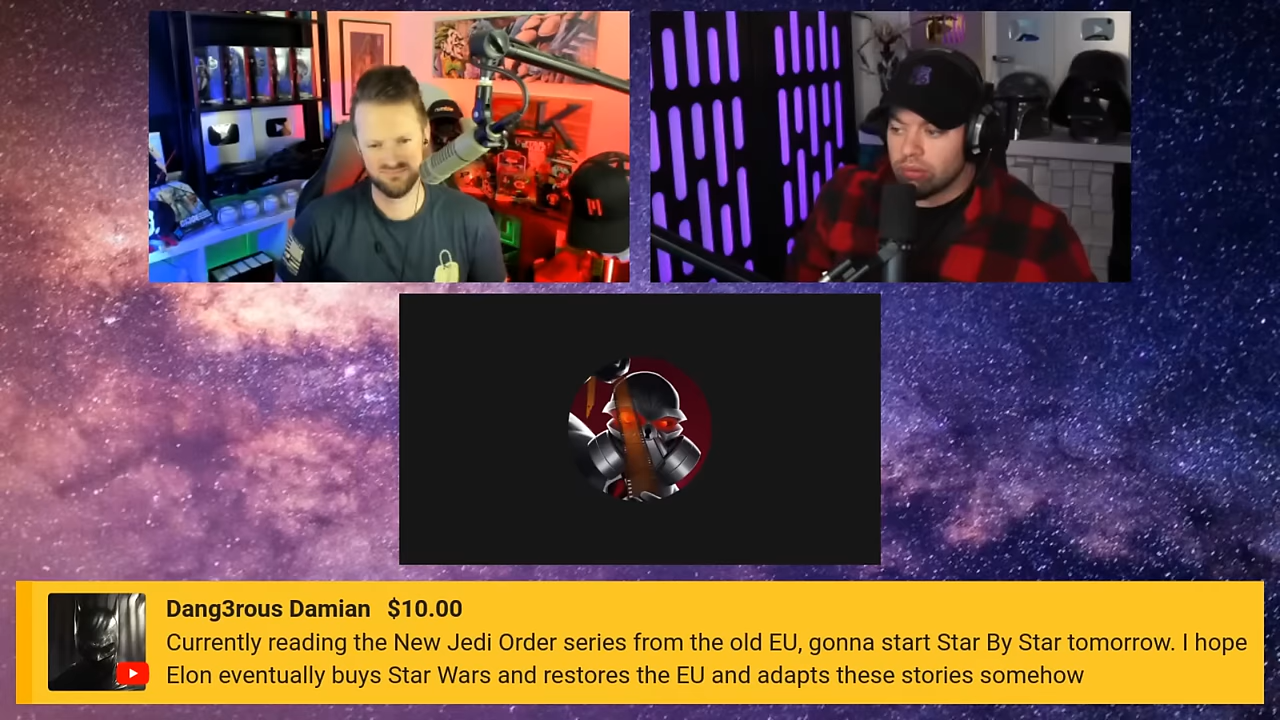 Dang3rous Damian $10.00
Currently reading the New Jedi Order series from the old EU, gonna start Star By Star tomorrow. I hope
Elon eventually buys Star Wars and restores the EU and adapts these stories somehow